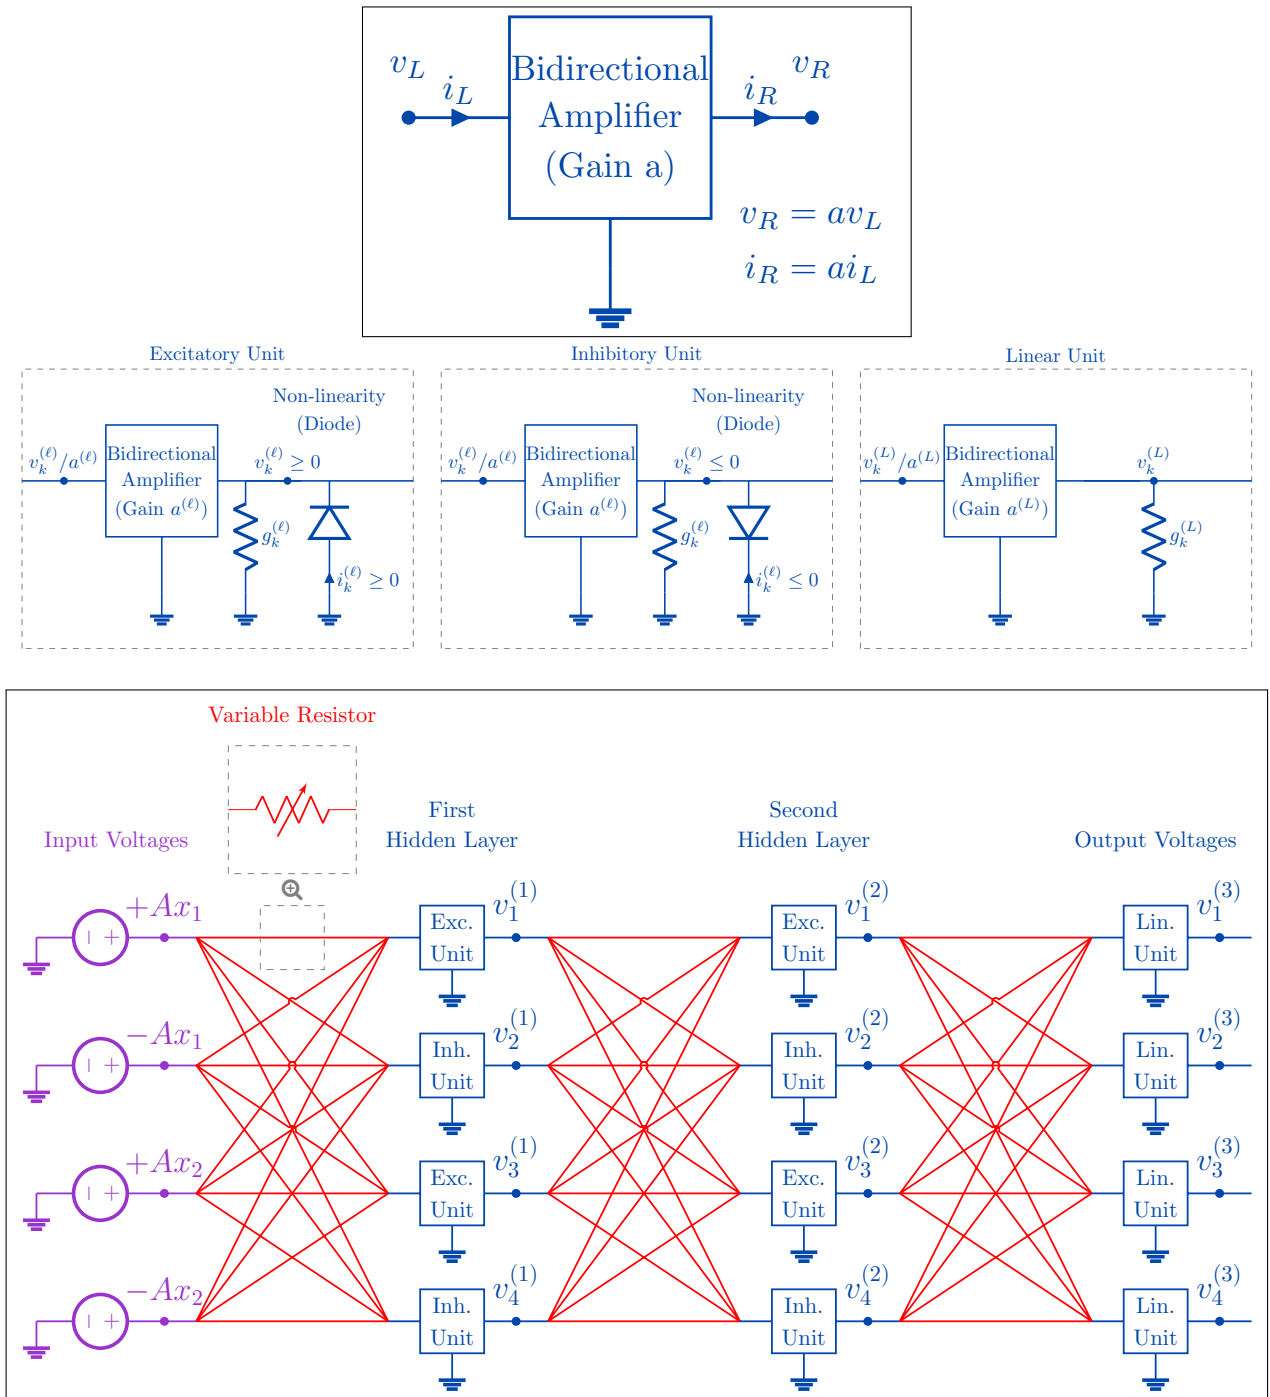 v_L
i_L
Bidirectional
Amplifier
(Gain a)
i_R
v_R
v_R = av_L
i_R = ai_L
Excitatory Unit
Non-linearity
(Diode)
v_k^{(ℓ)}/a^{(ℓ)}
Bidirectional
Amplifier
(Gain a^{(ℓ)})
v_k^{(ℓ)} ≥ 0
g_k^{(ℓ)}
i_k^{(ℓ)} ≥ 0
Inhibitory Unit
Non-linearity
(Diode)
v_k^{(ℓ)}/a^{(ℓ)}
Bidirectional
Amplifier
(Gain a^{(ℓ)})
v_k^{(ℓ)} ≤ 0
g_k^{(ℓ)}
i_k^{(ℓ)} ≤ 0
Linear Unit
v_k^{(L)}/a^{(L)}
Bidirectional
Amplifier
(Gain a^{(L)})
v_k^{(L)}
g_k^{(L)}
Variable Resistor
Input Voltages
First
Hidden Layer
Second
Hidden Layer
Output Voltages
+Ax_1
Exc.
Unit
v_1^{(1)}
Exc.
Unit
v_1^{(2)}
Lin.
Unit
v_1^{(3)}
−Ax_1
Inh.
Unit
v_2^{(1)}
Inh.
Unit
v_2^{(2)}
Lin.
Unit
v_2^{(3)}
+Ax_2
Exc.
Unit
v_3^{(1)}
Exc.
Unit
v_3^{(2)}
Lin.
Unit
v_3^{(3)}
−Ax_2
Inh.
Unit
v_4^{(1)}
Inh.
Unit
v_4^{(2)}
Lin.
Unit
v_4^{(3)}